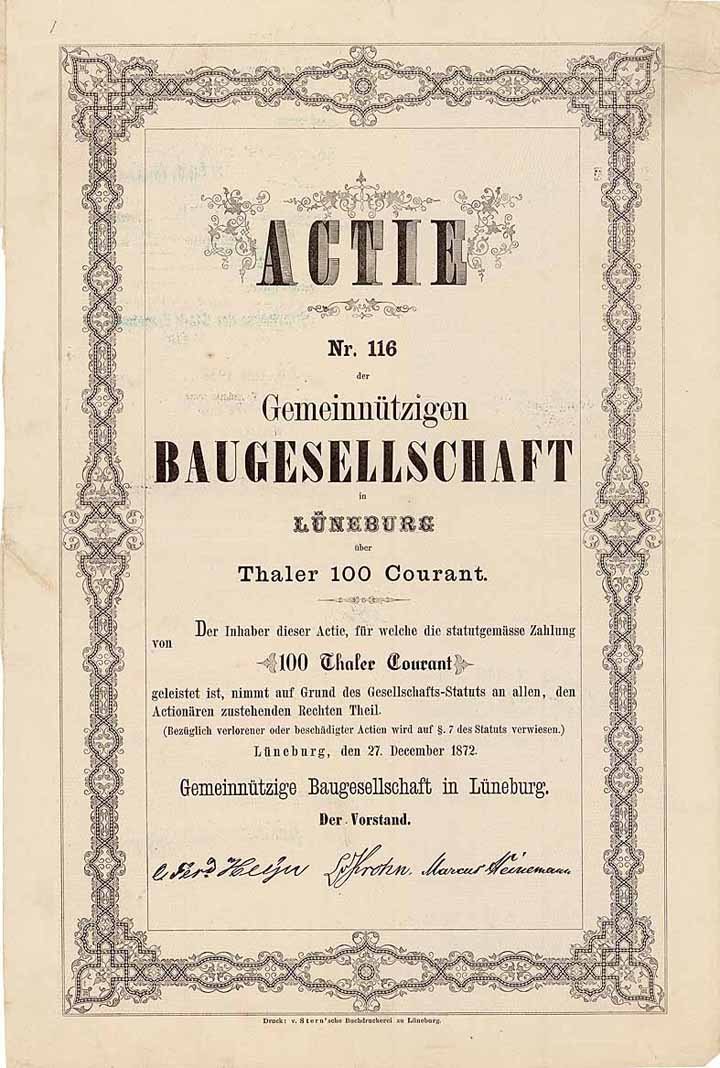 1
ACTIE
Nr. 116
der
Gemeinnützigen
BAUGESELLSCHAFT
in
LÜNEBURG
über
Thaler 100 Courant.
Der Inhaber dieser Actie, für welche die statutgemässe Zahlung
von
100 Thaler Courant
geleistet ist, nimmt auf Grund des Gesellschafts-Statuts an allen, den
Actionären zustehenden Rechten Theil.
(Bezüglich verlorener oder beschädigter Actien wird auf §. 7 des Statuts verwiesen.)
Lüneburg, den 27. December 1872.
Gemeinnützige Baugesellschaft in Lüneburg.
Der Vorstand.
Marcus Heinemann
Druck: v. Stern'sche Buchdruckerei zu Lüneburg.